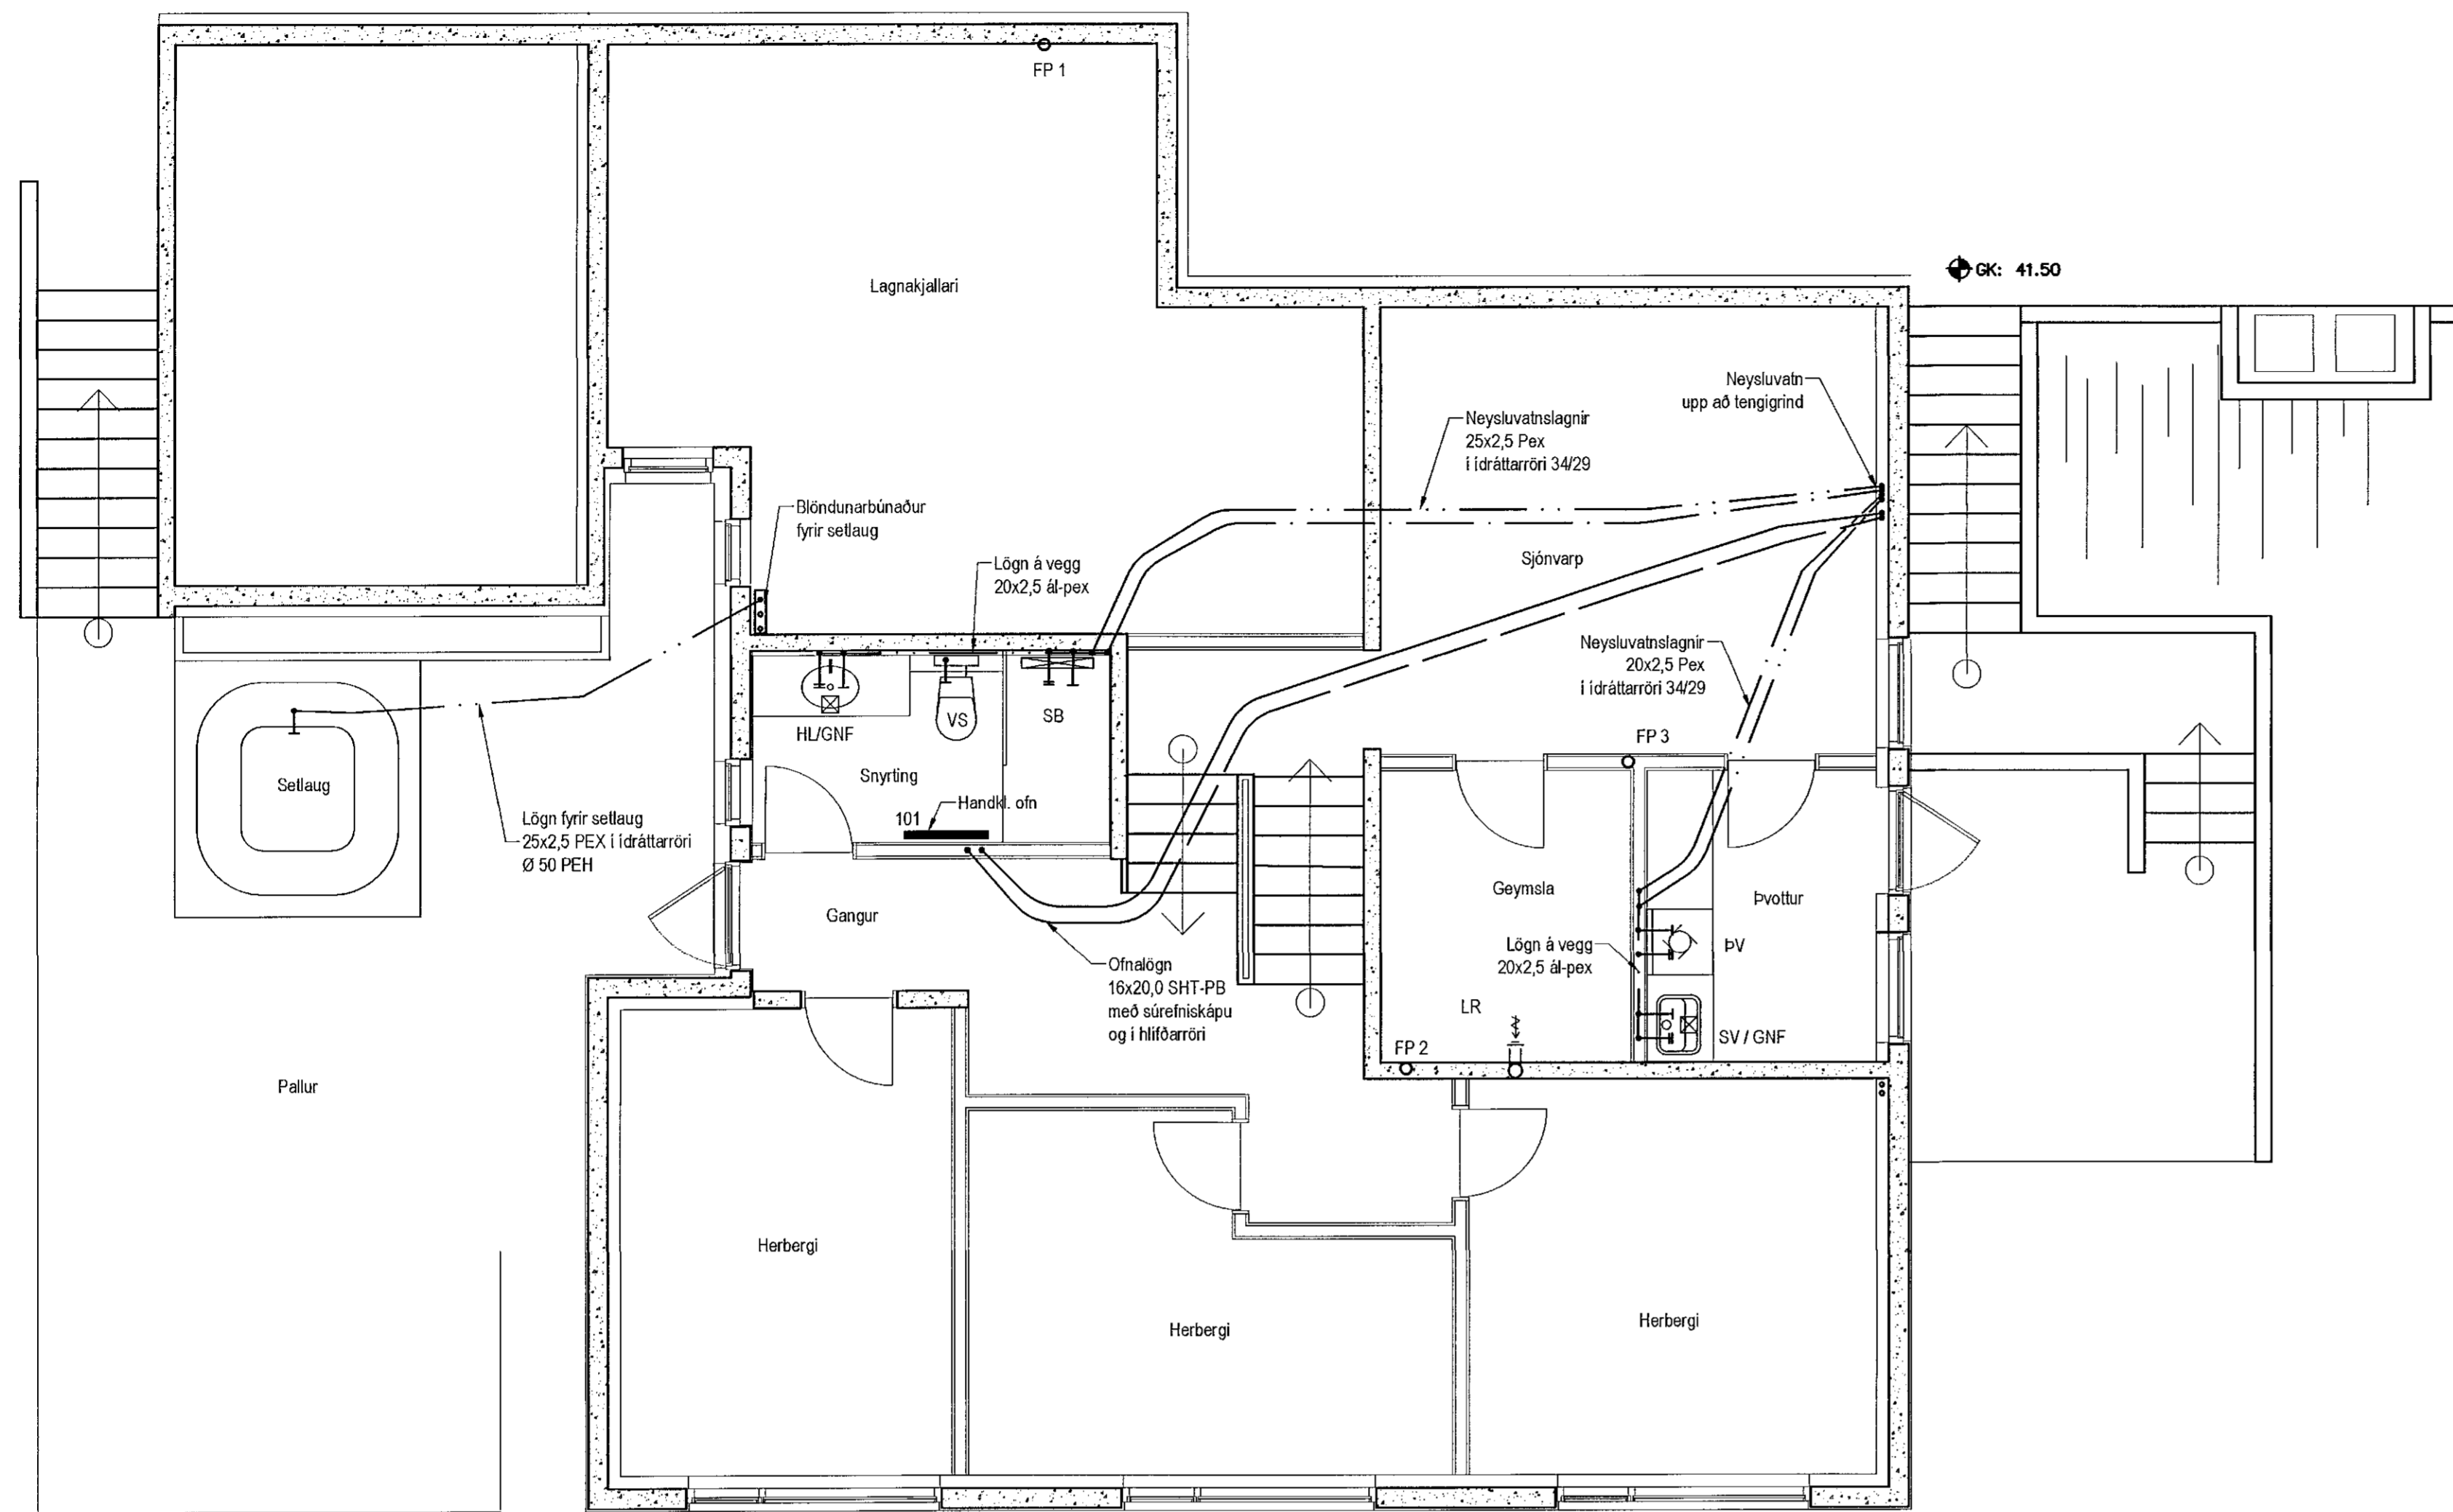 FP 1
Lagnakjallari
GK: 41.50
Neysluvatn
upp að tengigrind
Neysluvatnslagnir
25x2,5 Pex
í ídráttarröri 34/29
Blöndunarbúnaður
fyrir setlaug
Lögn á vegg
20x2,5 ál-pex
Sjónvarp
Neysluvatnslagnir
20x2,5 Pex
í ídráttarröri 34/29
HL/GNF
VS
SB
FP 3
Snyrting
Setlaug
Handkl. ofn
101
Lögn fyrir setlaug
25x2,5 PEX í ídráttarröri
Ø 50 PEH
Gangur
Geymsla
Þvottur
Lögn á vegg
20x2,5 ál-pex
ÞV
Ofnalögn
16x20,0 SHT-PB
með súrefniskápu
og í hlífðarröri
LR
SV / GNF
FP 2
Pallur
Herbergi
Herbergi
Herbergi